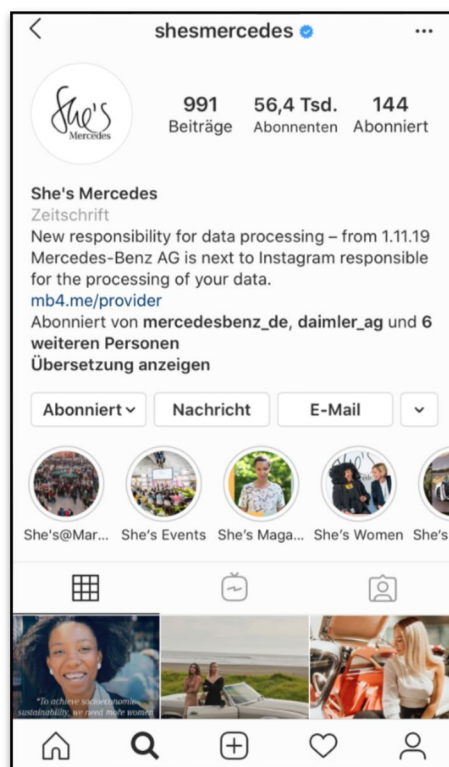 shesmercedes
She's
Mercedes
991 56,4 Tsd. 144
Beiträge Abonnenten Abonniert
She's Mercedes
Zeitschrift
New responsibility for data processing – from 1.11.19
Mercedes-Benz AG is next to Instagram responsible
for the processing of your data.
mb4.me/provider
Abonniert von mercedesbenz_de, daimler_ag und 6
weiteren Personen
Übersetzung anzeigen
Abonniert Nachricht E-Mail
She's@Mar... She's Events She's Maga... She's Women She's
"To achieve socioeconomic
sustainability, we need more women